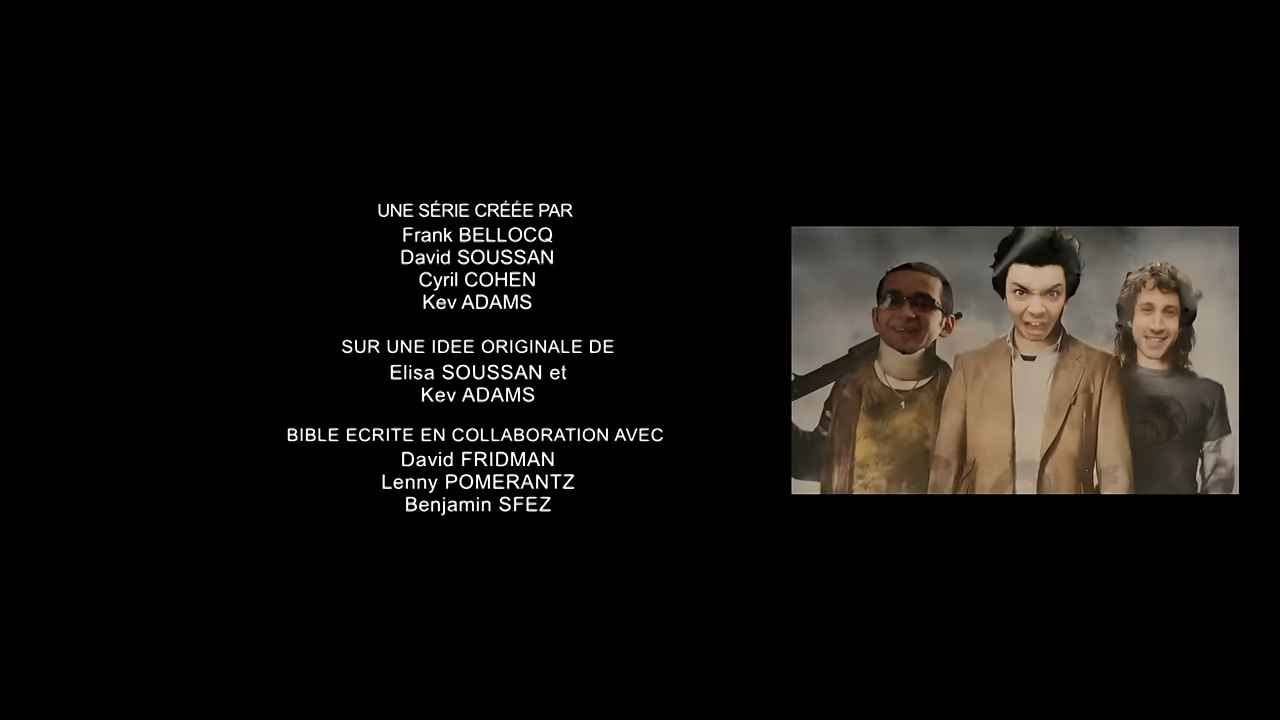 UNE SÉRIE CRÉÉE PAR
Frank BELLOCQ
David SOUSSAN
Cyril COHEN
Kev ADAMS
SUR UNE IDEE ORIGINALE DE
Elisa SOUSSAN et
Kev ADAMS
BIBLE ECRITE EN COLLABORATION AVEC
David FRIDMAN
Lenny POMERANTZ
Benjamin SFEZ